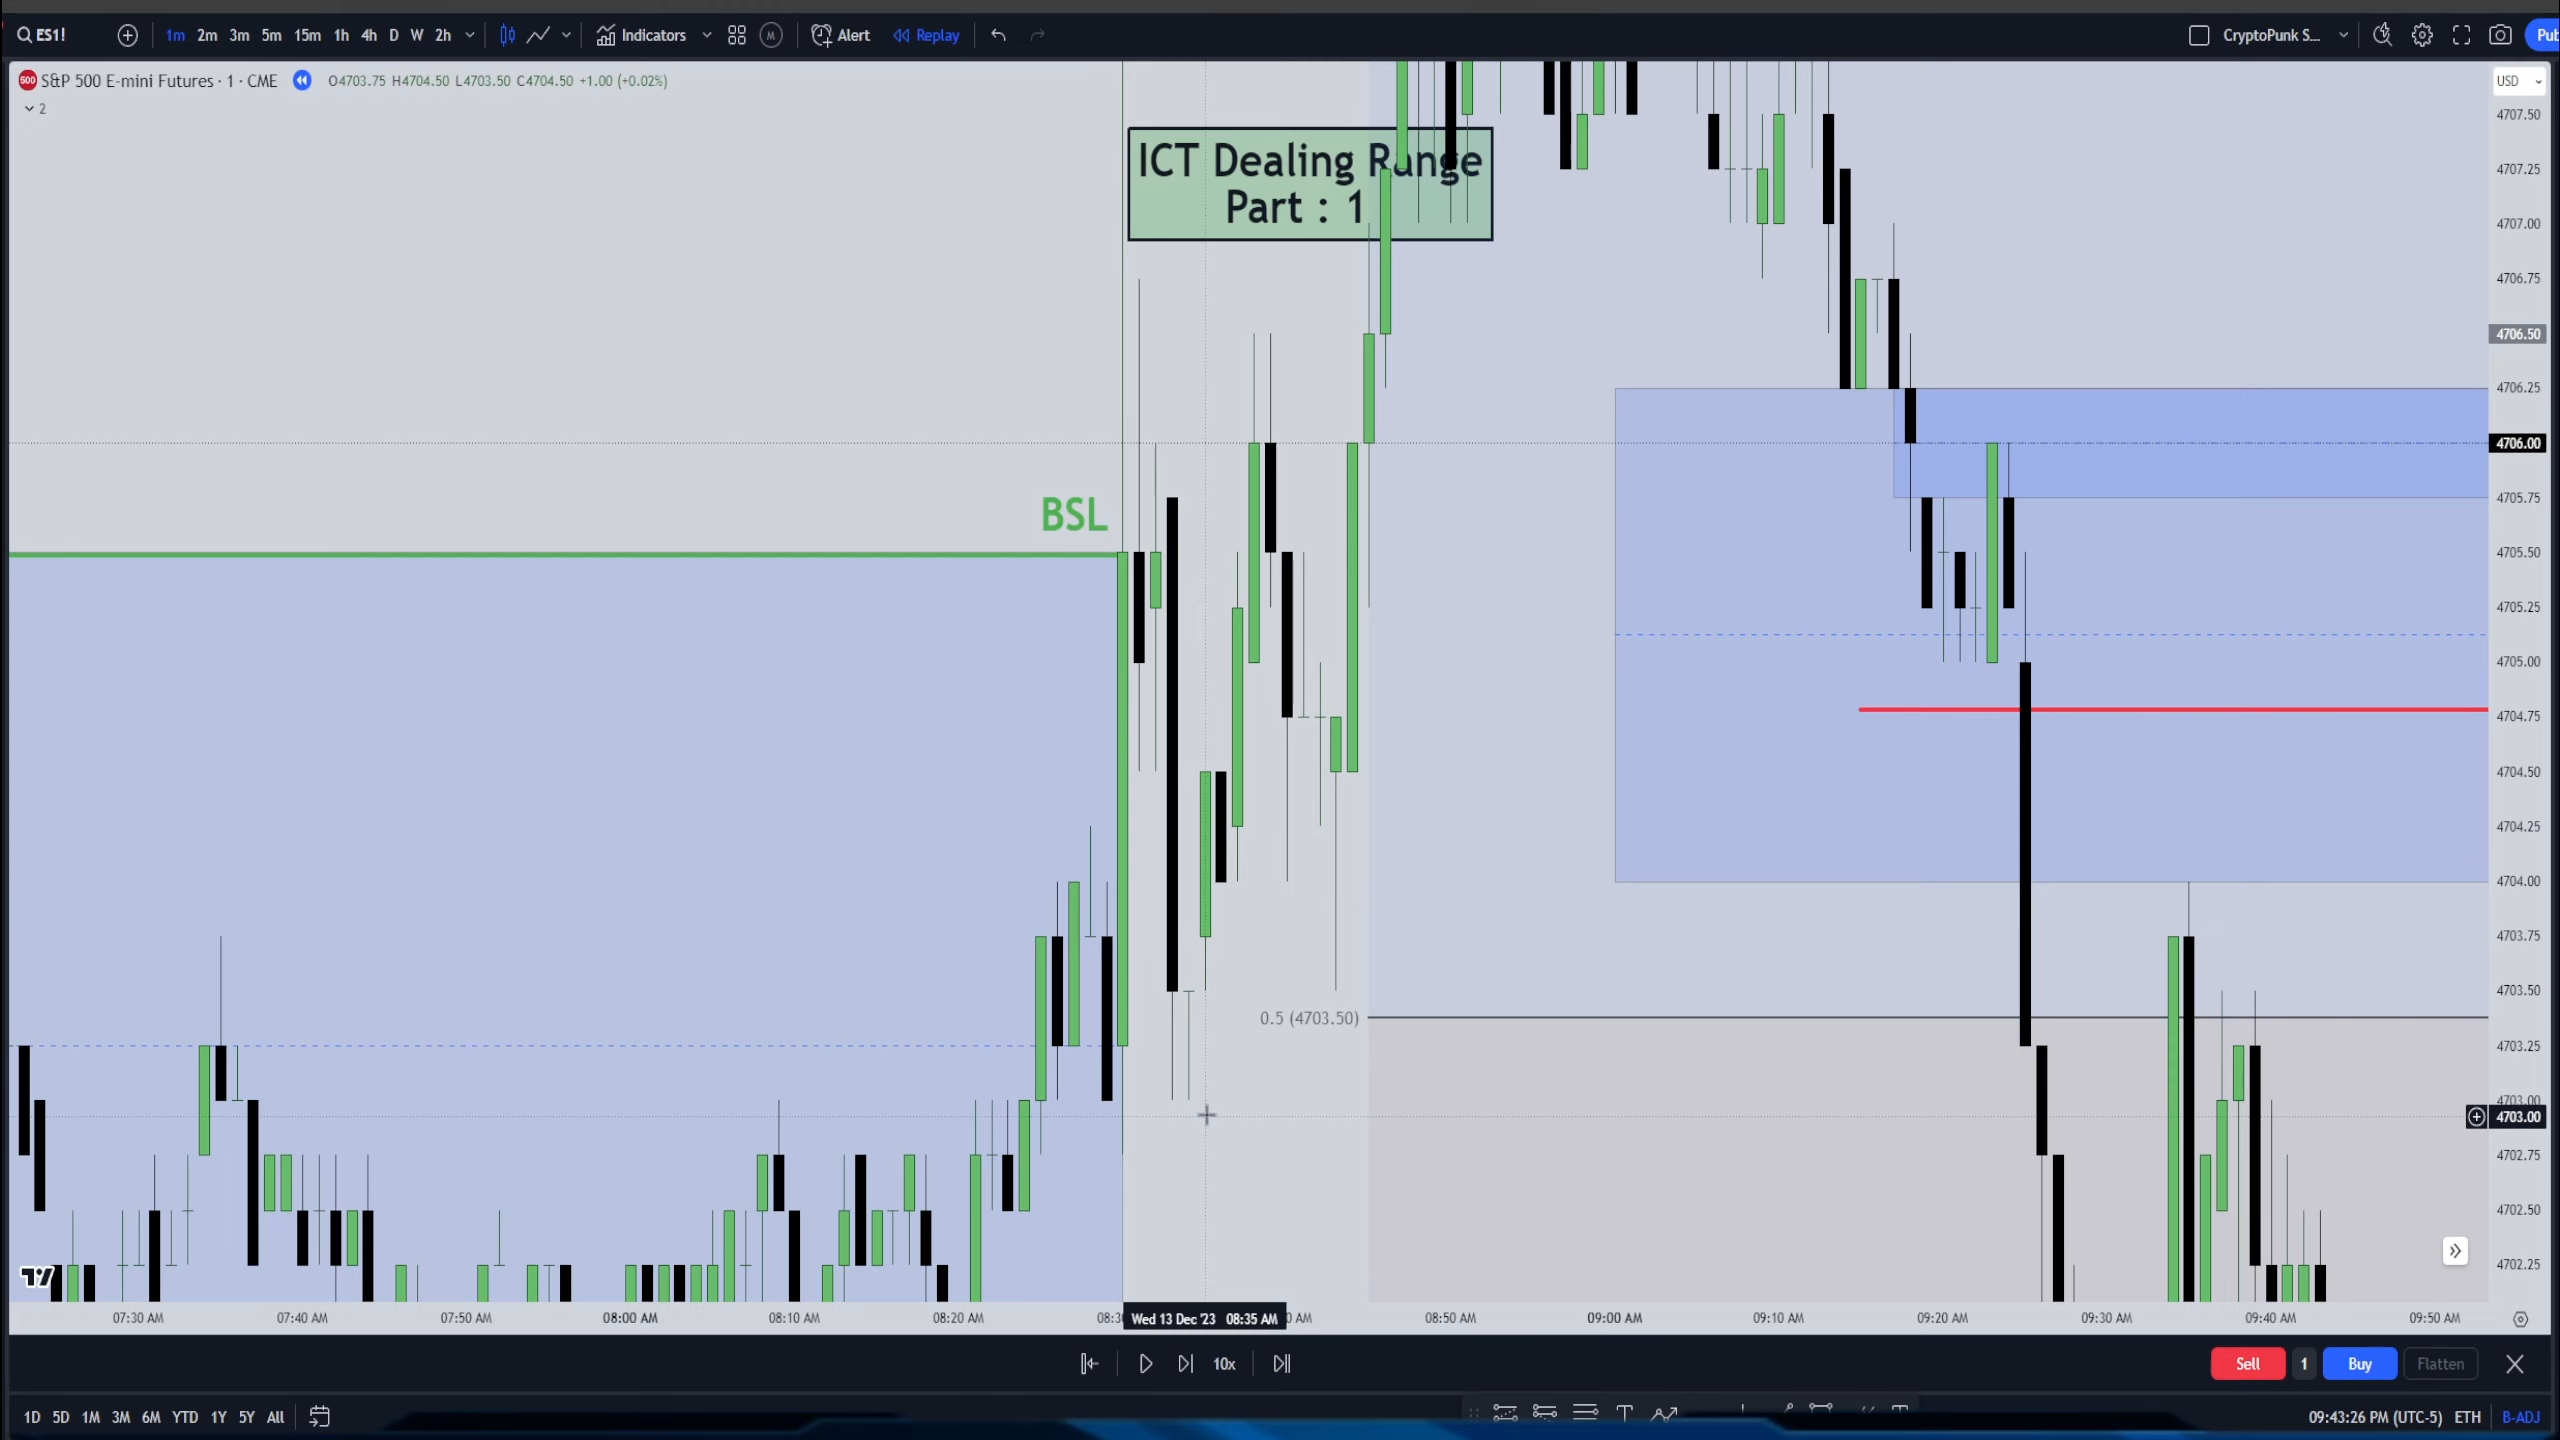 ES1!
1m 2m 3m 5m 15m 1h 4h D W 2h
Indicators
Alert
Replay
CryptoPunk S...
Pub
500 S&P 500 E-mini Futures · 1 · CME O4703.75 H4704.50 L4703.50 C4704.50 +1.00 (+0.02%)
2
USD
ICT Dealing Range
Part : 1
BSL
0.5 (4703.50)
4707.50
4707.25
4707.00
4706.75
4706.50
4706.25
4706.00
4705.75
4705.50
4705.25
4705.00
4704.75
4704.50
4704.25
4704.00
4703.75
4703.50
4703.25
4703.00
4703.00
4702.75
4702.50
4702.25
07:30 AM 07:40 AM 07:50 AM 08:00 AM 08:10 AM 08:20 AM 08:3 Wed 13 Dec '23 08:35 AM 0 AM 08:50 AM 09:00 AM 09:10 AM 09:20 AM 09:30 AM 09:40 AM 09:50 AM
10x
Sell 1 Buy Flatten
1D 5D 1M 3M 6M YTD 1Y 5Y All
09:43:26 PM (UTC-5) ETH B-ADJ